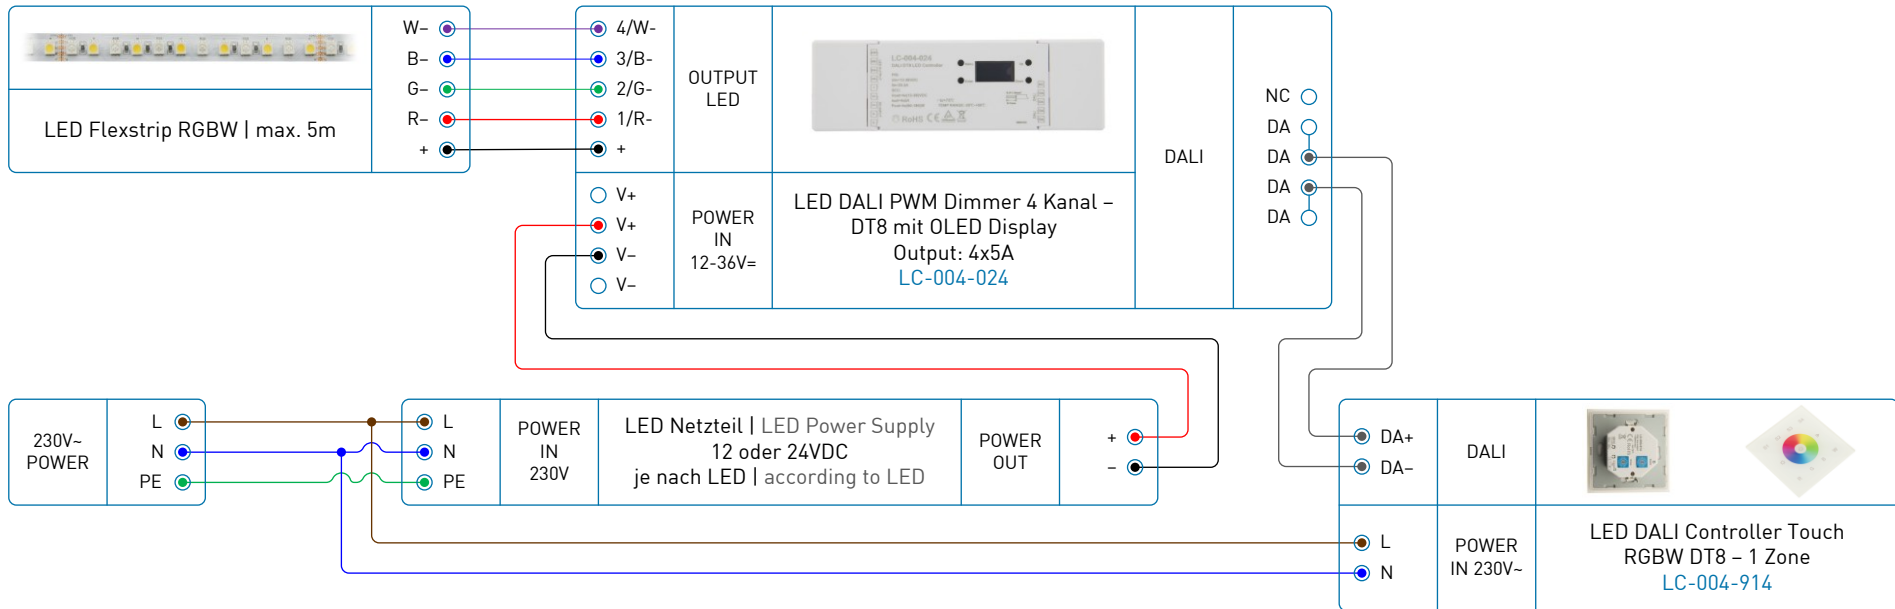 W–
B–
G–
R–
+
LED Flexstrip RGBW | max. 5m
4/W-
3/B-
2/G-
1/R-
+
OUTPUT
LED
LC-004-024
RoHS
V+
V+
V–
V–
POWER
IN
12-36V=
LED DALI PWM Dimmer 4 Kanal –
DT8 mit OLED Display
Output: 4x5A
LC-004-024
DALI
NC
DA
DA
DA
DA
230V~
POWER
L
N
PE
L
N
PE
POWER
IN
230V
LED Netzteil | LED Power Supply
12 oder 24VDC
je nach LED | according to LED
POWER
OUT
+
–
DA+
DA–
DALI
L
N
POWER
IN 230V~
LED DALI Controller Touch
RGBW DT8 – 1 Zone
LC-004-914